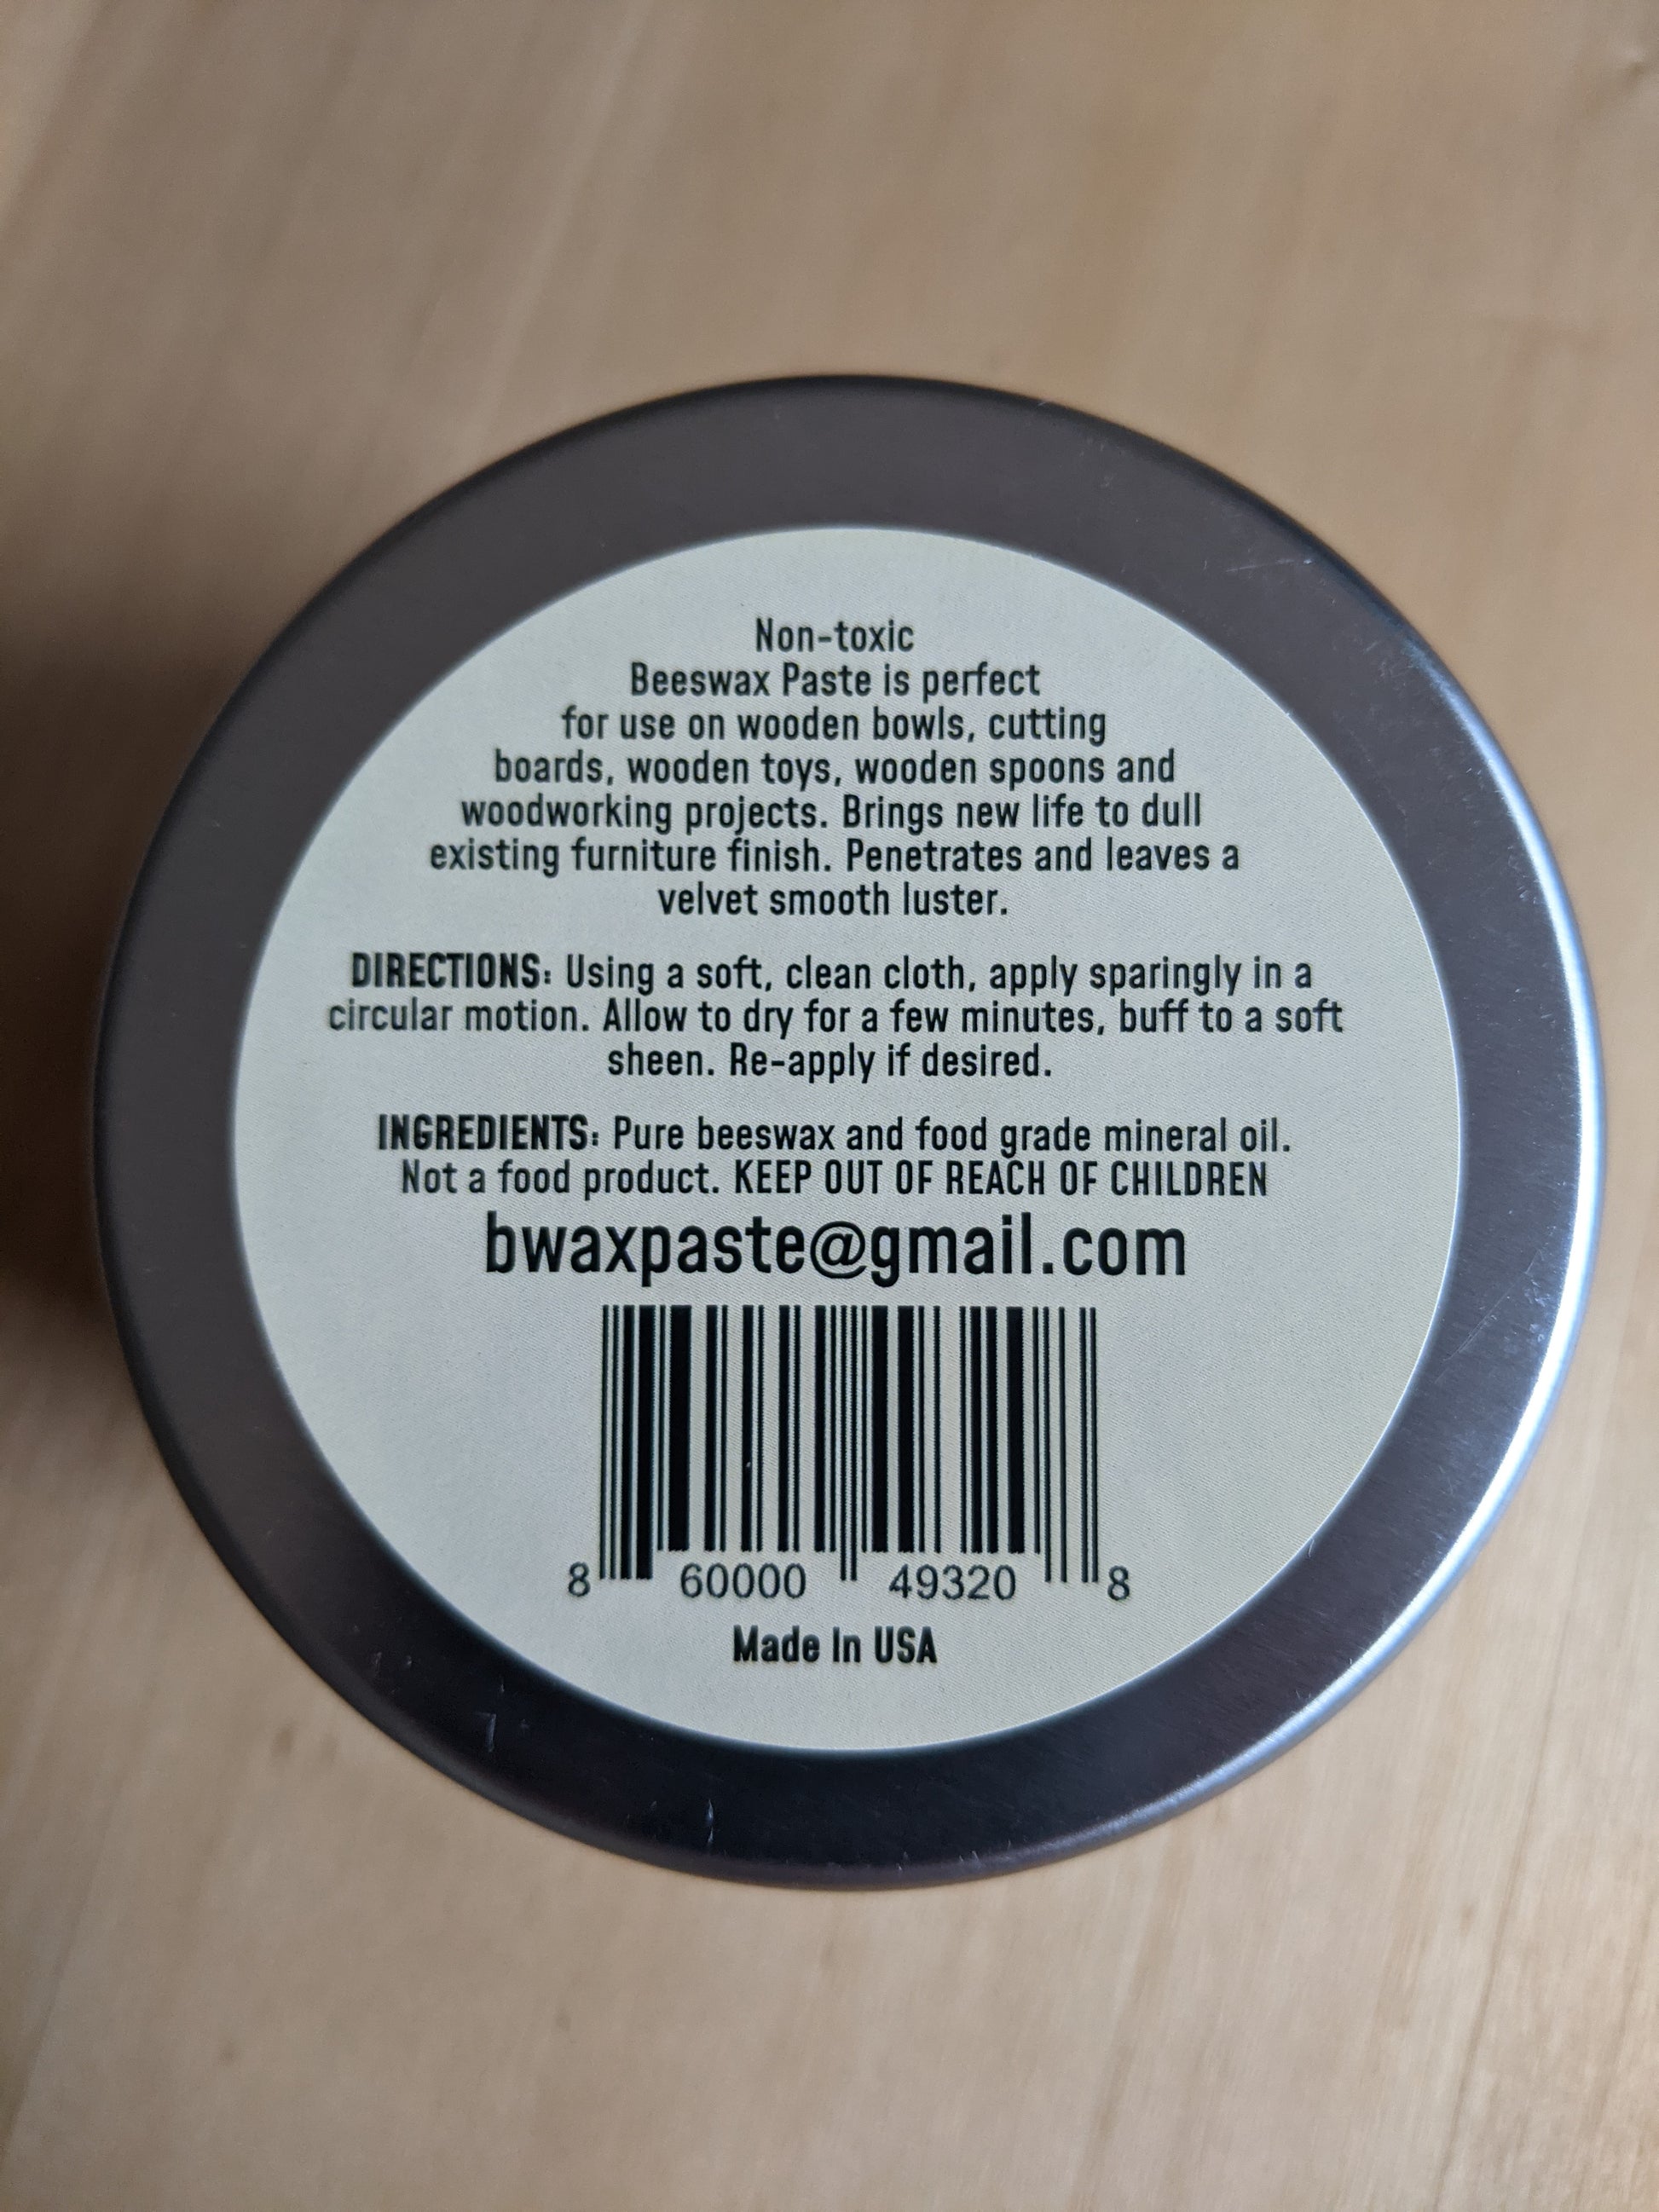 Non-toxic
Beeswax Paste is perfect
for use on wooden bowls, cutting
boards, wooden toys, wooden spoons and
woodworking projects. Brings new life to dull
existing furniture finish. Penetrates and leaves a
velvet smooth luster.
DIRECTIONS: Using a soft, clean cloth, apply sparingly in a
circular motion. Allow to dry for a few minutes, buff to a soft
sheen. Re-apply if desired.
INGREDIENTS: Pure beeswax and food grade mineral oil.
Not a food product. KEEP OUT OF REACH OF CHILDREN
bwaxpaste@gmail.com
8 60000 49320 8
Made In USA